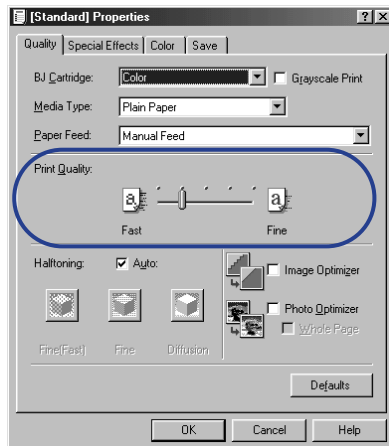 [Standard] Properties
Quality Special Effects Color Save
BJ Cartridge: Color Grayscale Print
Media Type: Plain Paper
Paper Feed: Manual Feed
Print Quality:
a a
Fast Fine
Halftoning: Auto:
Image Optimizer
Photo Optimizer
Whole Page
Fine(Fast) Fine Diffusion
Defaults
OK Cancel Help